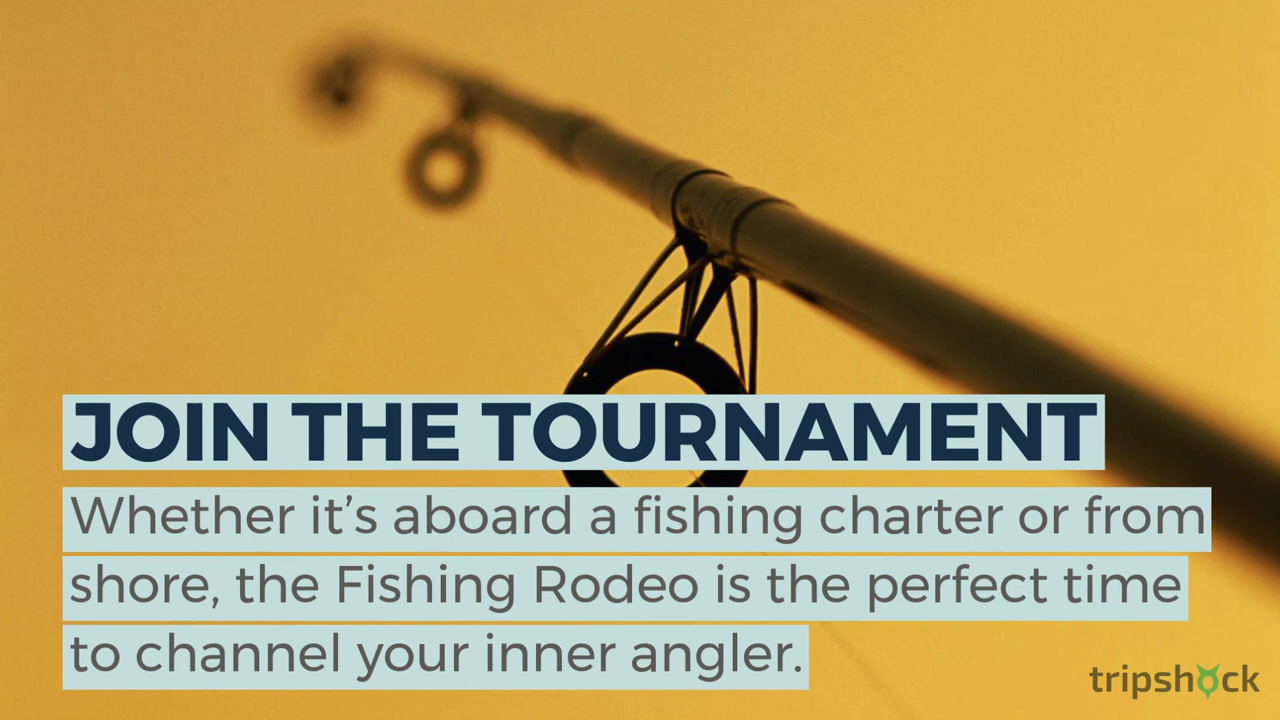 JOIN THE TOURNAMENT
Whether it's aboard a fishing charter or from
shore, the Fishing Rodeo is the perfect time
to channel your inner angler.
tripshock